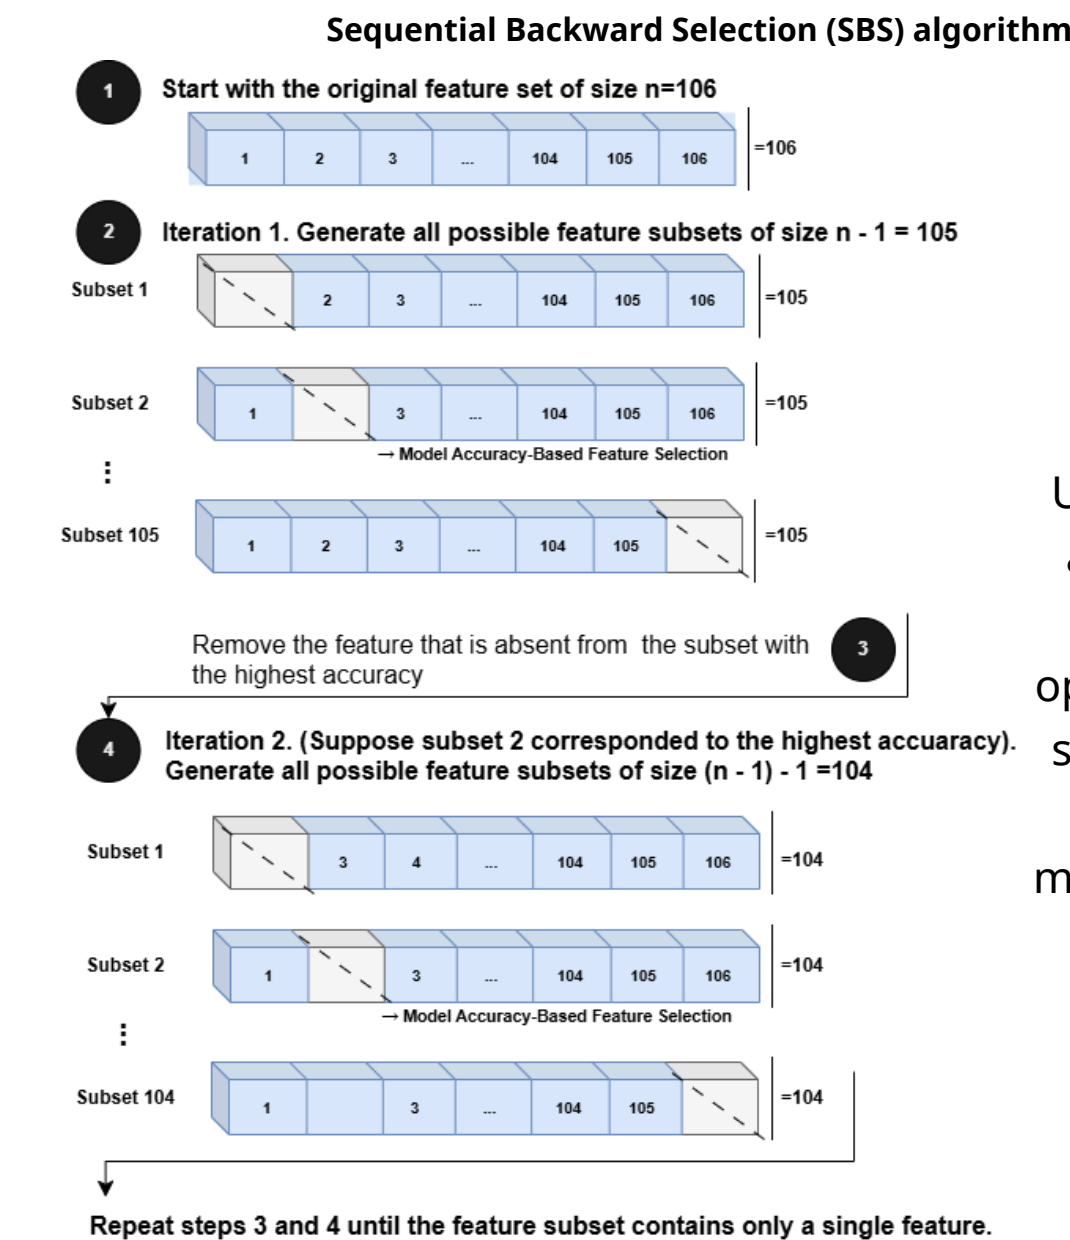 Sequential Backward Selection (SBS) algorithm
1
Start with the original feature set of size n=106
1 2 3 ... 104 105 106 =106
2
Iteration 1. Generate all possible feature subsets of size n - 1 = 105
Subset 1
2 3 ... 104 105 106 =105
Subset 2
1 3 ... 104 105 106 =105
→ Model Accuracy-Based Feature Selection
⋮
Subset 105
1 2 3 ... 104 105 =105
Remove the feature that is absent from the subset with
the highest accuracy
3
4
Iteration 2. (Suppose subset 2 corresponded to the highest accuaracy).
Generate all possible feature subsets of size (n - 1) - 1 =104
Subset 1
3 4 ... 104 105 106 =104
Subset 2
1 3 ... 104 105 106 =104
→ Model Accuracy-Based Feature Selection
⋮
Subset 104
1 3 ... 104 105 =104
Repeat steps 3 and 4 until the feature subset contains only a single feature.